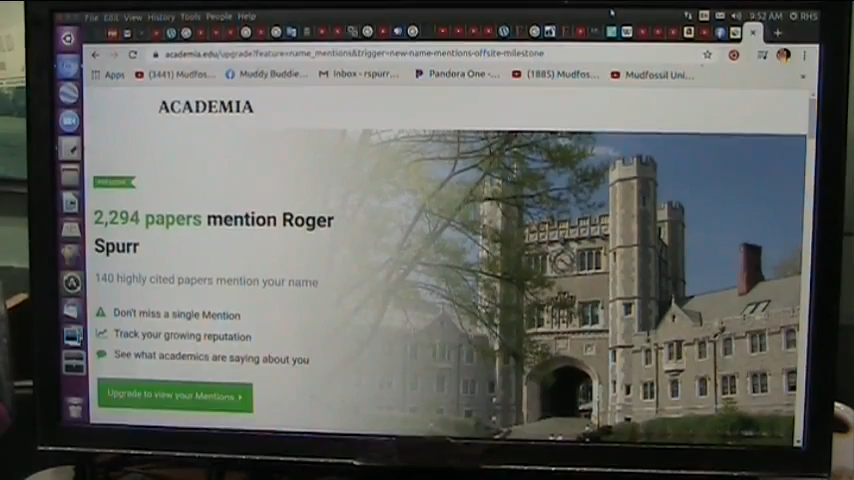 File Edit View History Tools People Help
9:52 AM RHS
academia.edu/upgrade?feature=name_mentions&trigger=new-name-mentions-offsite-milestone
Apps (3441) Mudfos... Muddy Buddie... Inbox - rspurr... Pandora One -... (1885) Mudfos... Mudfossil Uni...
ACADEMIA
2,294 papers mention Roger
Spurr
140 highly cited papers mention your name
Don't miss a single Mention
Track your growing reputation
See what academics are saying about you
Upgrade to view your Mentions